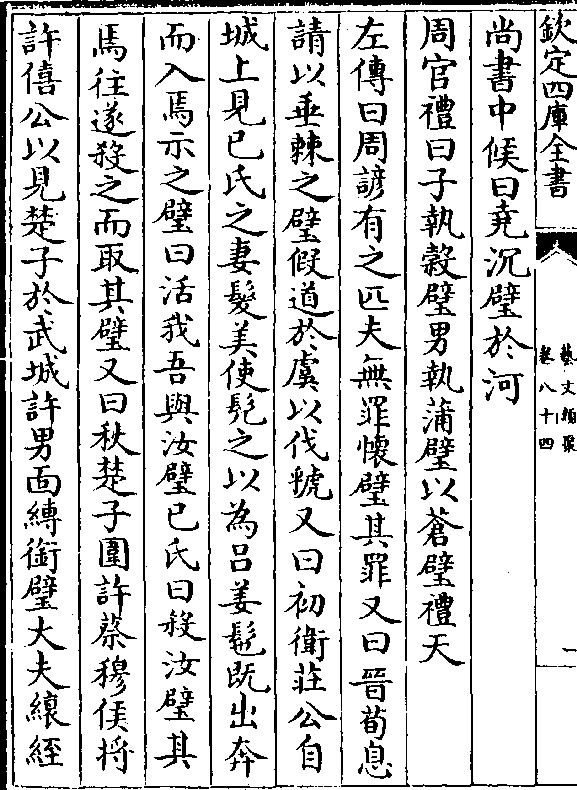 欽定四庫全書
藝文類聚
卷八十四
一
尚書中候曰堯沉璧於河
周官禮曰子執穀璧男執蒲璧以蒼璧禮天
左傳曰周諺有之匹夫無罪懷璧其罪又曰晉荀息
請以垂棘之璧假道於虞以伐虢又曰初衛莊公自
城上見已氏之妻髮美使髡之以為呂姜髢既出奔
而入焉示之璧曰活我吾與汝璧已氏曰殺汝璧其
焉往遂殺之而取其璧又曰秋楚子圍許蔡穆侯將
許僖公以見楚子於武城許男面縛銜璧大夫縗絰